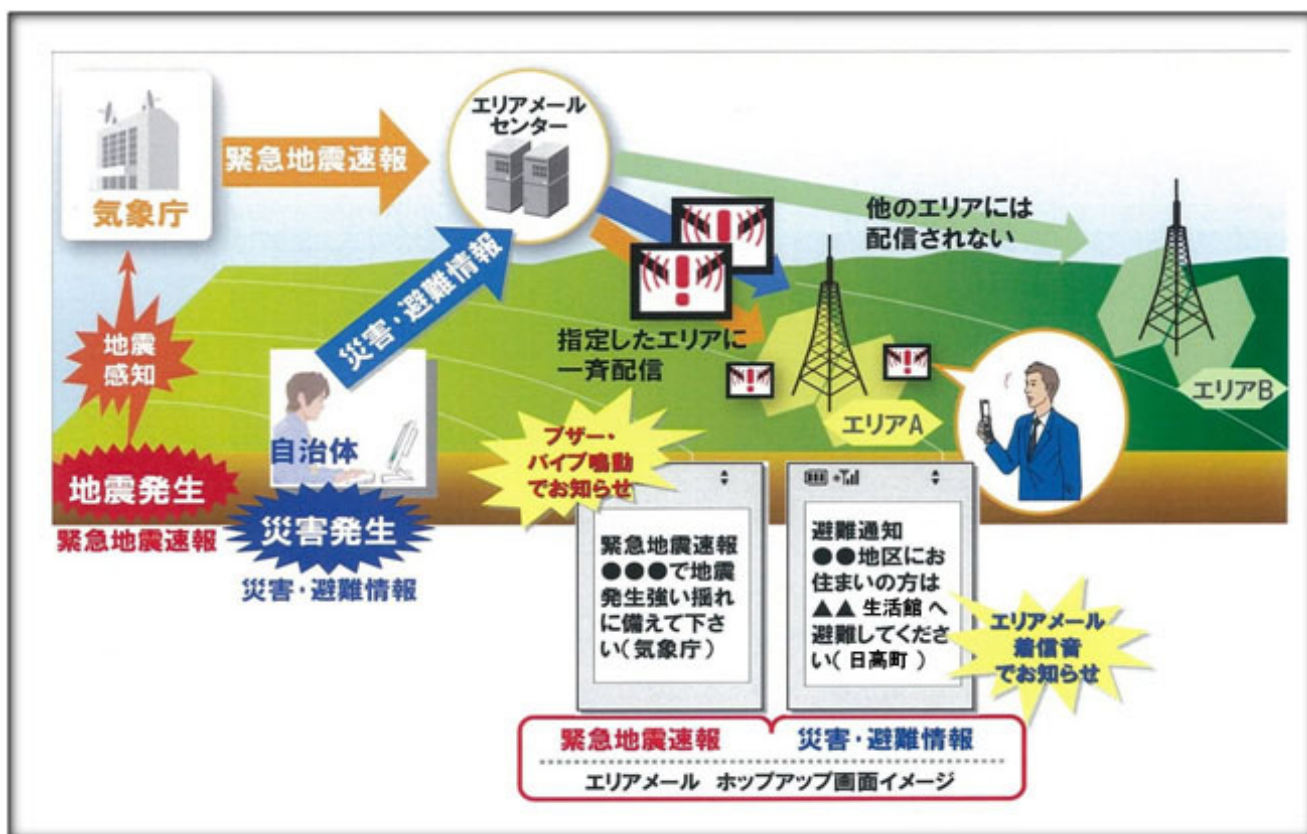 エリアメール
センター
緊急地震速報
気象庁
他のエリアには
配信されない
災害・避難情報
地震
感知
指定したエリアに
一斉配信
エリアB
エリアA
自治体
ブザー・
バイブ鳴動
でお知らせ
地震発生
緊急地震速報
災害発生
災害・避難情報
緊急地震速報
●●●で地震
発生強い揺れ
に備えて下さ
い(気象庁)
避難通知
●●地区にお
住まいの方は
▲▲ 生活館 へ
避難してくださ
い( 日高町 )
エリアメール
着信音
でお知らせ
緊急地震速報
災害・避難情報
エリアメール ホップアップ画面イメージ